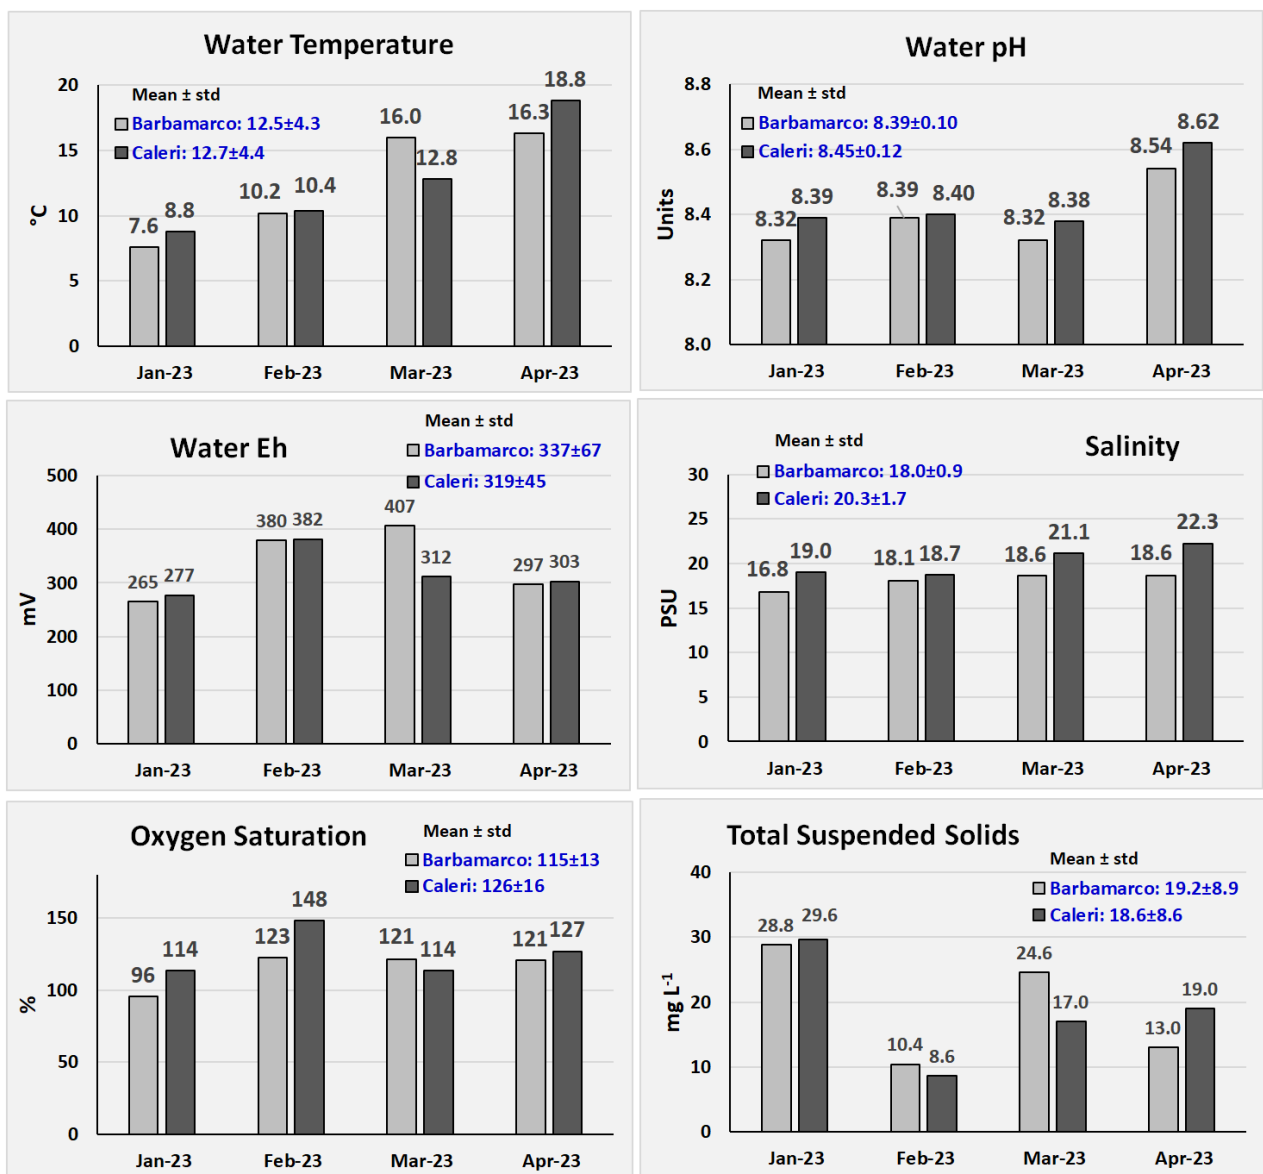 Water Temperature
Mean ± std
Barbamarco: 12.5±4.3
Caleri: 12.7±4.4
°C
20
15
10
5
0
7.6
8.8
10.2
10.4
16.0
12.8
16.3
18.8
Jan-23 Feb-23 Mar-23 Apr-23
Water pH
Mean ± std
Barbamarco: 8.39±0.10
Caleri: 8.45±0.12
Units
8.8
8.6
8.4
8.2
8.0
8.32
8.39
8.39
8.40
8.32
8.38
8.54
8.62
Jan-23 Feb-23 Mar-23 Apr-23
Water Eh
Mean ± std
Barbamarco: 337±67
Caleri: 319±45
mV
500
400
300
200
100
0
265
277
380
382
407
312
297
303
Jan-23 Feb-23 Mar-23 Apr-23
Salinity
Mean ± std
Barbamarco: 18.0±0.9
Caleri: 20.3±1.7
PSU
30
25
20
15
10
5
0
16.8
19.0
18.1
18.7
18.6
21.1
18.6
22.3
Jan-23 Feb-23 Mar-23 Apr-23
Oxygen Saturation
Mean ± std
Barbamarco: 115±13
Caleri: 126±16
%
150
100
50
0
96
114
123
148
121
114
121
127
Jan-23 Feb-23 Mar-23 Apr-23
Total Suspended Solids
Mean ± std
Barbamarco: 19.2±8.9
Caleri: 18.6±8.6
mg L⁻¹
40
30
20
10
0
28.8
29.6
10.4
8.6
24.6
17.0
13.0
19.0
Jan-23 Feb-23 Mar-23 Apr-23